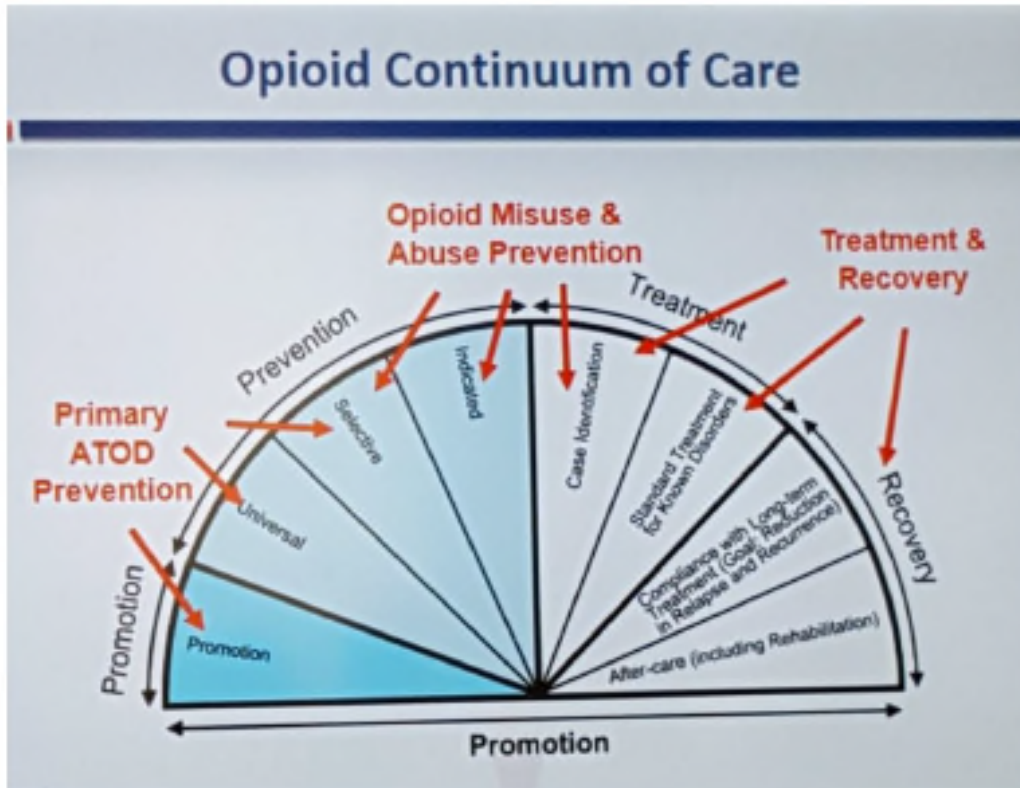 Opioid Continuum of Care
Opioid Misuse &
Abuse Prevention
Treatment &
Recovery
Primary
ATOD
Prevention
Promotion
Prevention
Treatment
Recovery
Promotion
Universal
Selective
Indicated
Case Identification
Standard Treatment
for Known Disorders
Compliance with Long-term
Treatment (Goal: Reduction
in Relapse and Recurrence)
After-care (including Rehabilitation)
Promotion